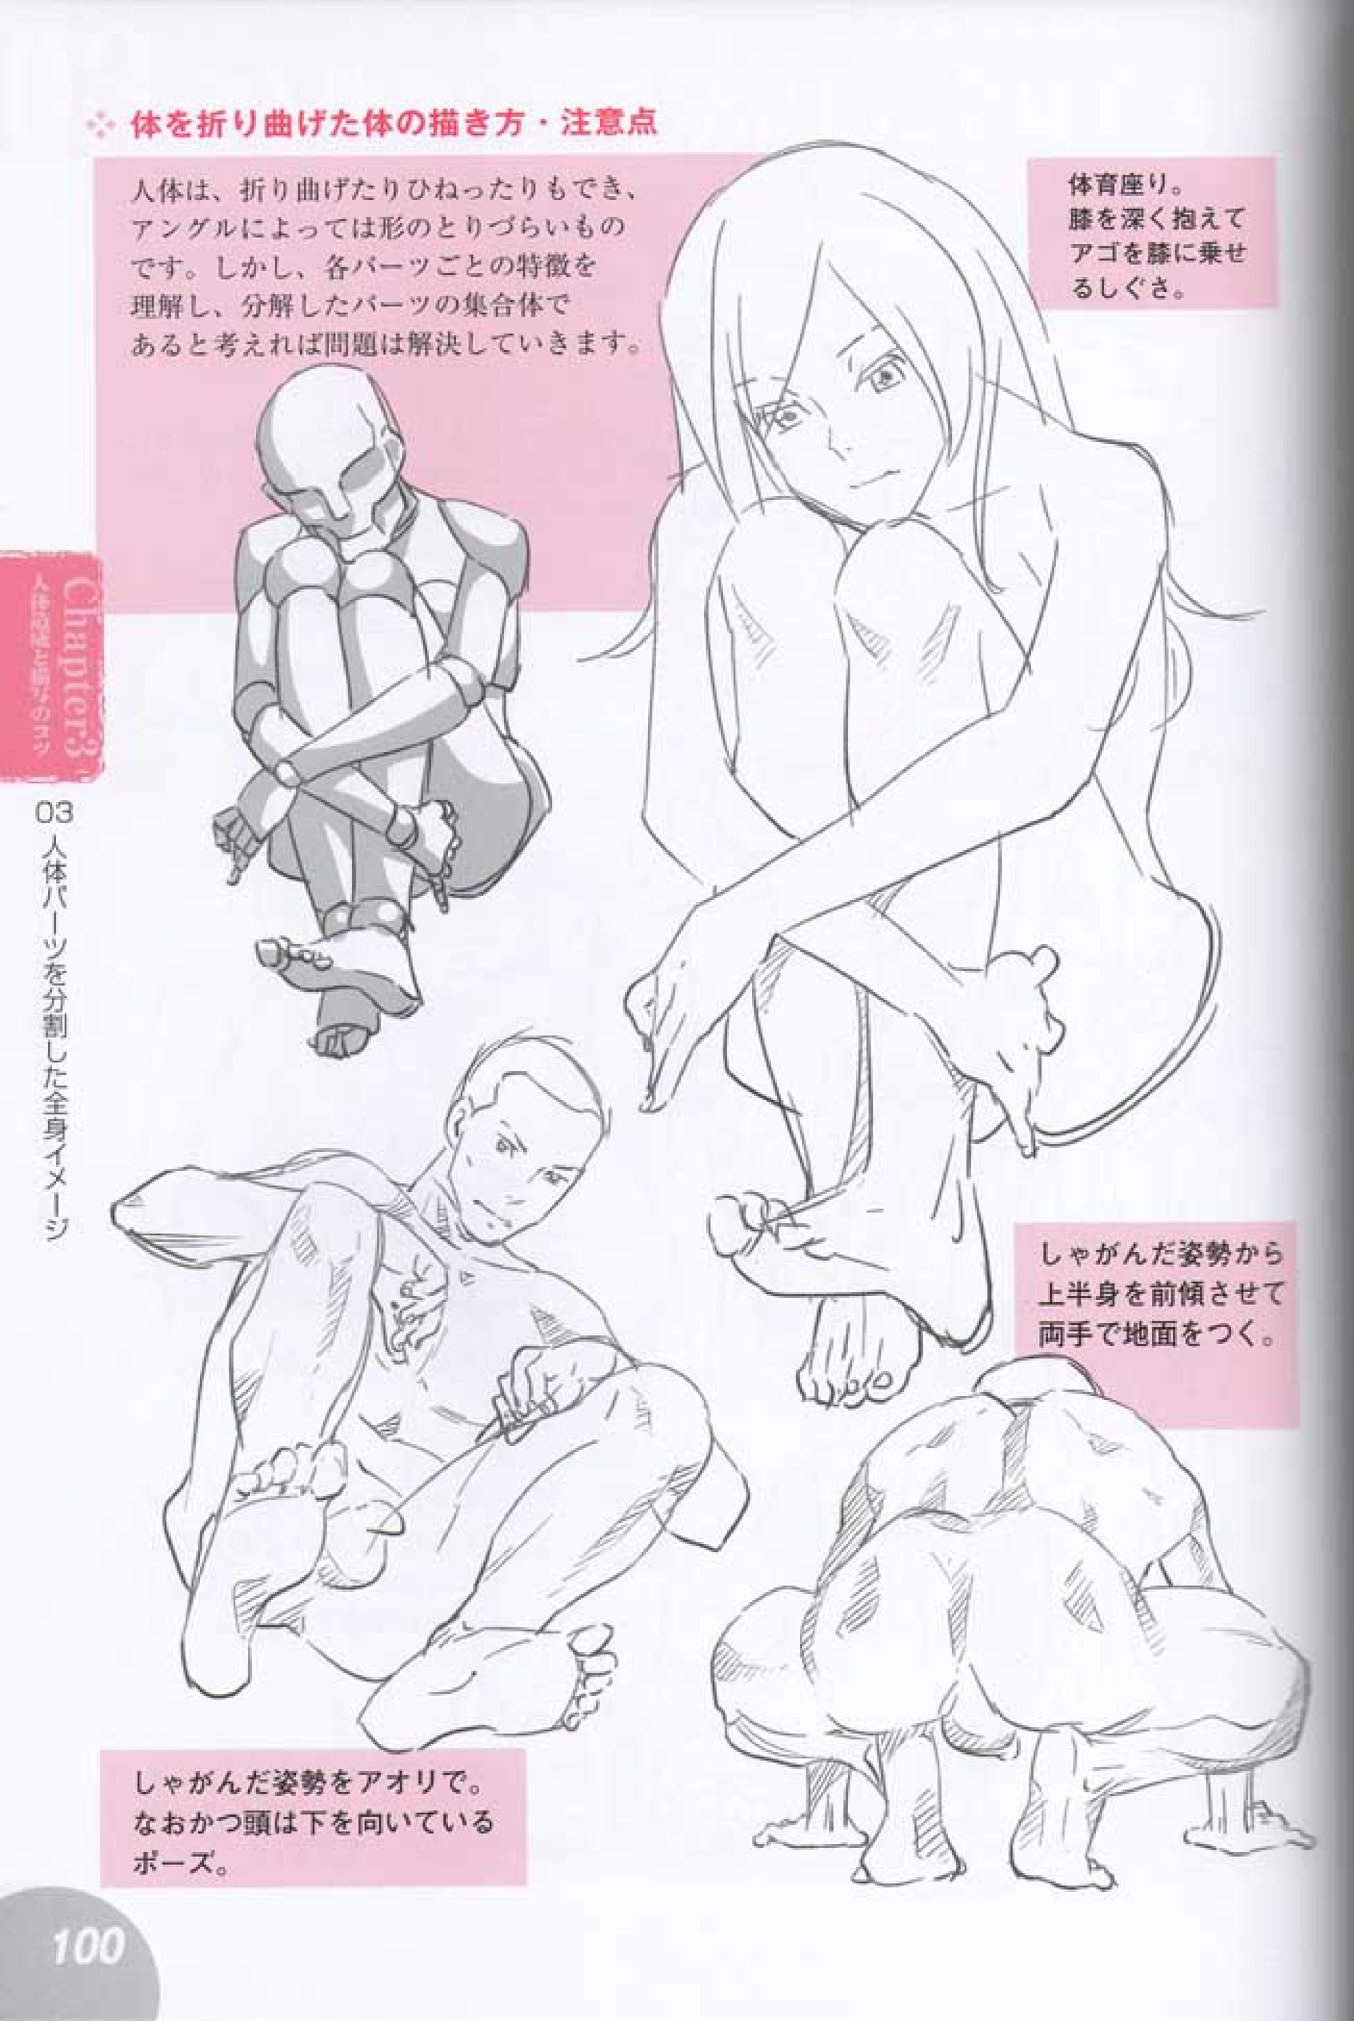 体を折り曲げた体の描き方・注意点
人体は、折り曲げたりひねったりもでき、
アングルによっては形のとりづらいもの
です。しかし、各パーツごとの特徴を
理解し、分解したパーツの集合体で
あると考えれば問題は解決していきます。
体育座り。
膝を深く抱えて
アゴを膝に乗せ
るしぐさ。
Chapter3
03 人体パーツを分割した全身イメージ
しゃがんだ姿勢から
上半身を前傾させて
両手で地面をつく。
しゃがんだ姿勢をアオリで。
なおかつ頭は下を向いている
ポーズ。
100